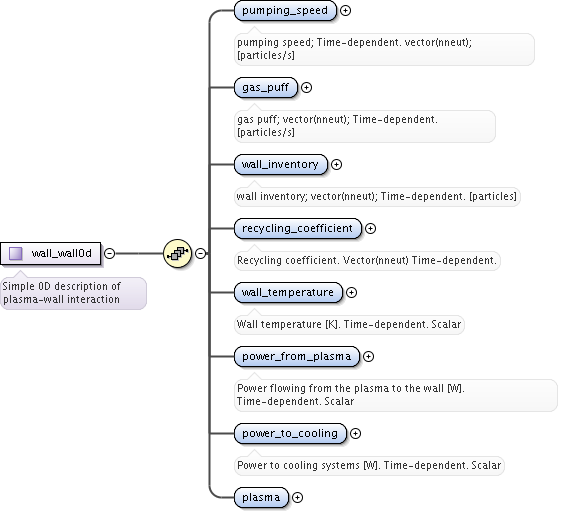 pumping_speed
pumping speed; Time-dependent. vector(nneut);
[particles/s]
gas_puff
gas puff; vector(nneut); Time-dependent.
[particles/s]
wall_inventory
wall inventory; vector(nneut); Time-dependent. [particles]
recycling_coefficient
Recycling coefficient. Vector(nneut) Time-dependent.
wall_wall0d
Simple 0D description of
plasma-wall interaction
wall_temperature
Wall temperature [K]. Time-dependent. Scalar
power_from_plasma
Power flowing from the plasma to the wall [W].
Time-dependent. Scalar
power_to_cooling
Power to cooling systems [W]. Time-dependent. Scalar
plasma